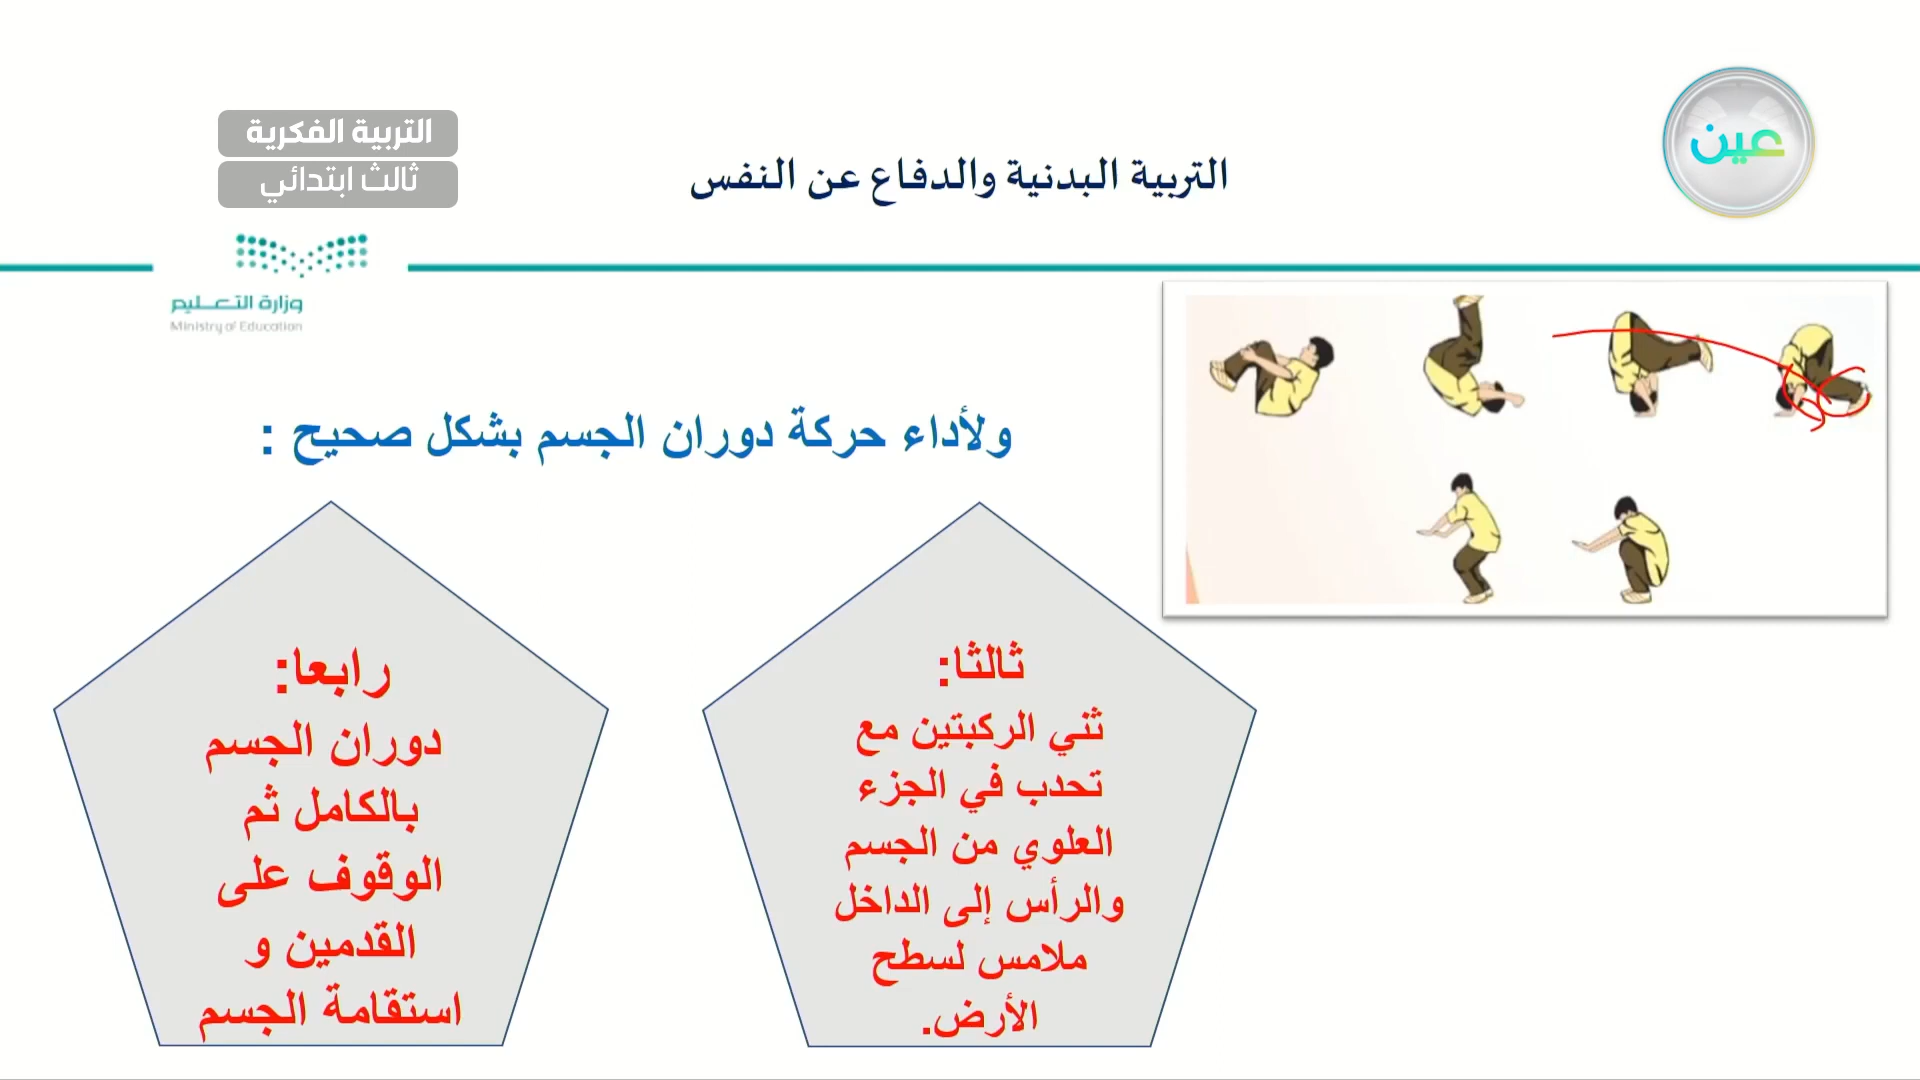 عين
التربية الفكرية
ثالث ابتدائي
التربية البدنية والدفاع عن النفس
وزارة التعليم
Ministry of Education
ولأداء حركة دوران الجسم بشكل صحيح :
ثالثا:
ثني الركبتين مع
تحدب في الجزء
العلوي من الجسم
والرأس إلى الداخل
ملامس لسطح
الأرض.
رابعا:
دوران الجسم
بالكامل ثم
الوقوف على
القدمين و
استقامة الجسم